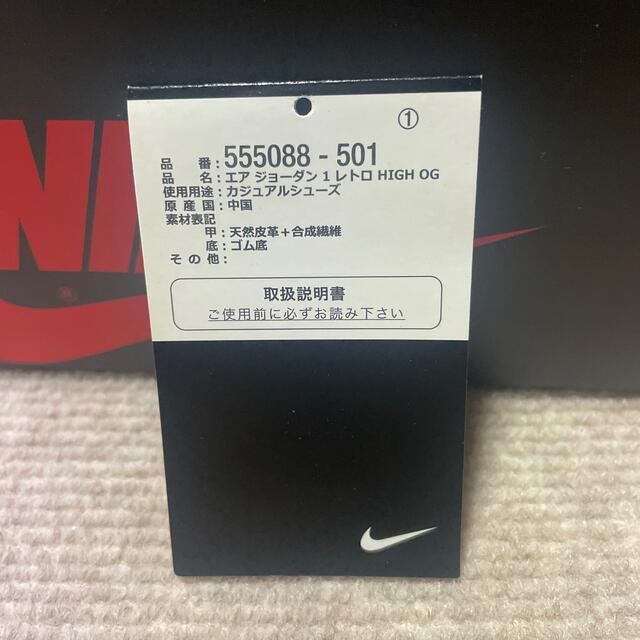 ①
品 番 : 555088 - 501
品 名 : エア ジョーダン 1 レトロ HIGH OG
使用用途 : カジュアルシューズ
原 産 国 : 中国
素材表記
甲 : 天然皮革＋合成繊維
底 : ゴム底
そ の 他 :
取扱説明書
ご使用前に必ずお読み下さい